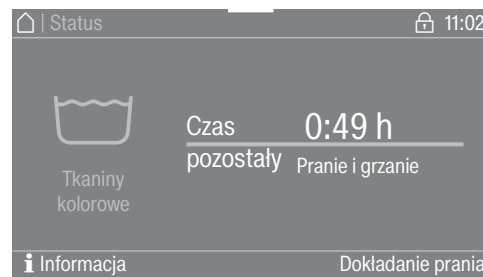 | Status 11:02
Czas 0:49 h
pozostały Pranie i grzanie
Tkaniny
kolorowe
i Informacja Dokładanie prania